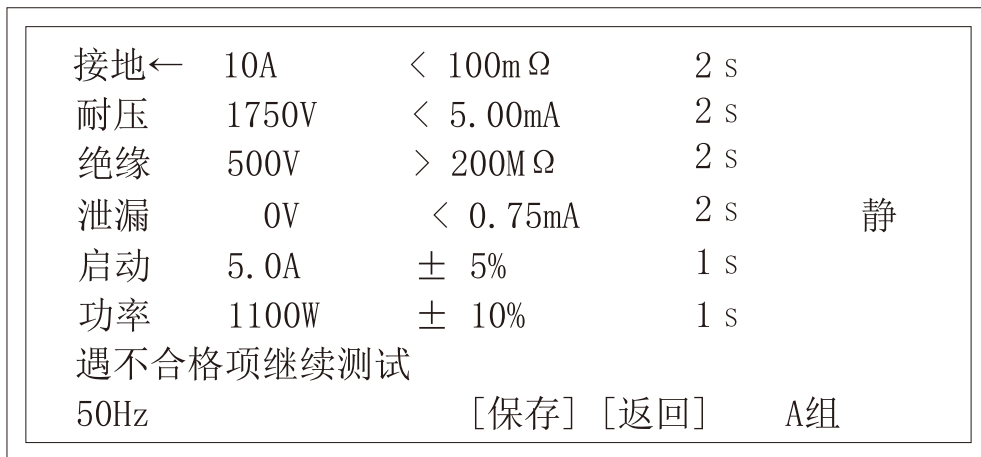 接地← 10A < 100mΩ 2 s
耐压 1750V < 5.00mA 2 s
绝缘 500V > 200MΩ 2 s
泄漏 0V < 0.75mA 2 s 静
启动 5.0A ± 5% 1 s
功率 1100W ± 10% 1 s
遇不合格项继续测试
50Hz [保存] [返回] A组